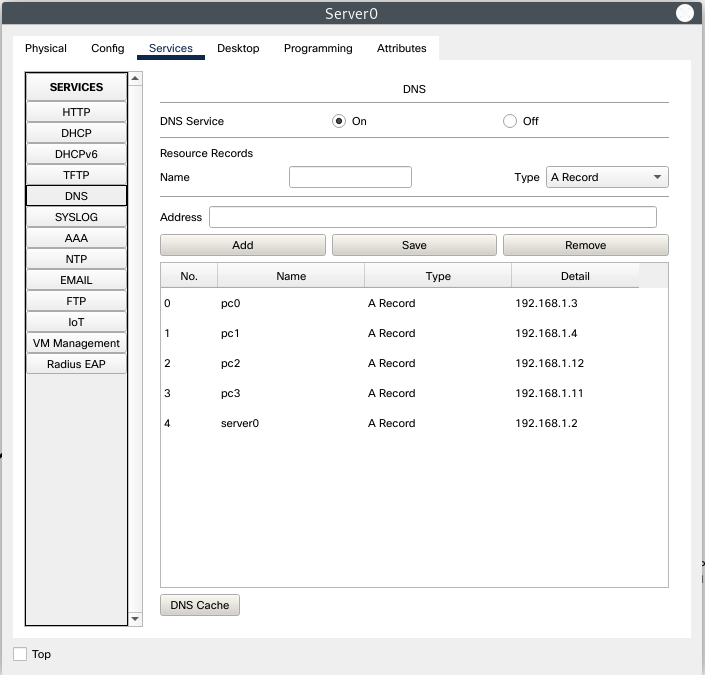 Server0
Physical Config Services Desktop Programming Attributes
SERVICES
HTTP
DHCP
DHCPv6
TFTP
DNS
SYSLOG
AAA
NTP
EMAIL
FTP
IoT
VM Management
Radius EAP
DNS
DNS Service On Off
Resource Records
Name Type A Record
Address
Add Save Remove
No. Name Type Detail
0 pc0 A Record 192.168.1.3
1 pc1 A Record 192.168.1.4
2 pc2 A Record 192.168.1.12
3 pc3 A Record 192.168.1.11
4 server0 A Record 192.168.1.2
DNS Cache
Top